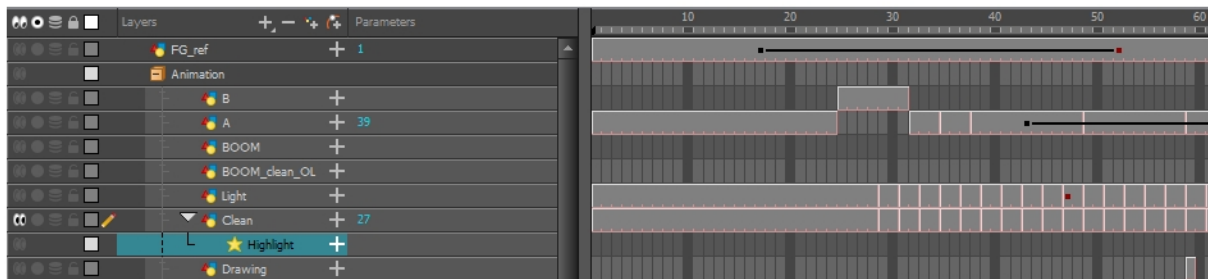 Layers Parameters 10 20 30 40 50 60
FG_ref 1
Animation
B
A 39
BOOM
BOOM_clean_OL
Light
Clean 27
Highlight
Drawing